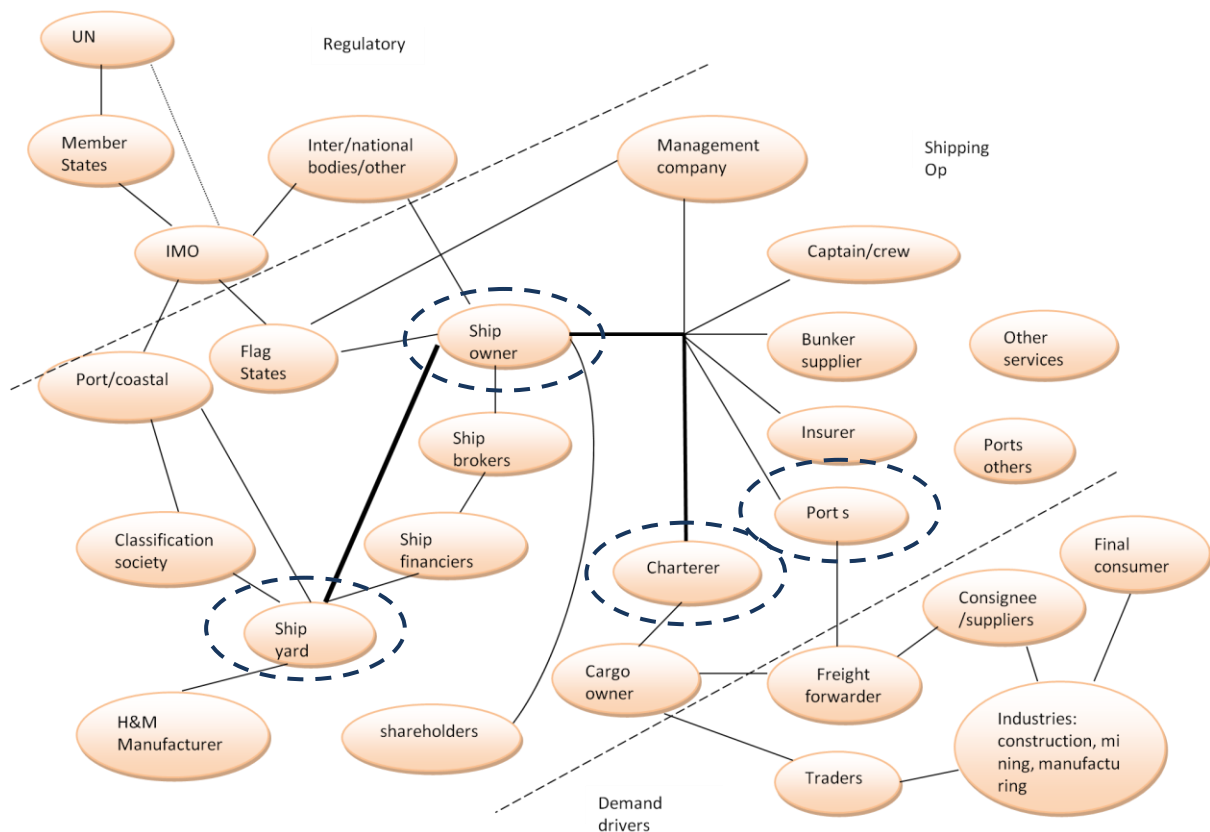 UN
Regulatory
Member
States
Inter/national
bodies/other
Management
company
Shipping
Op
IMO
Captain/crew
Ship
owner
Bunker
supplier
Other
services
Flag
States
Port/coastal
Ship
brokers
Insurer
Ports
others
Port s
Classification
society
Ship
financiers
Charterer
Final
consumer
Consignee
/suppliers
Ship
yard
Cargo
owner
Freight
forwarder
H&M
Manufacturer
shareholders
Industries:
construction, mi
ning, manufactu
ring
Traders
Demand
drivers